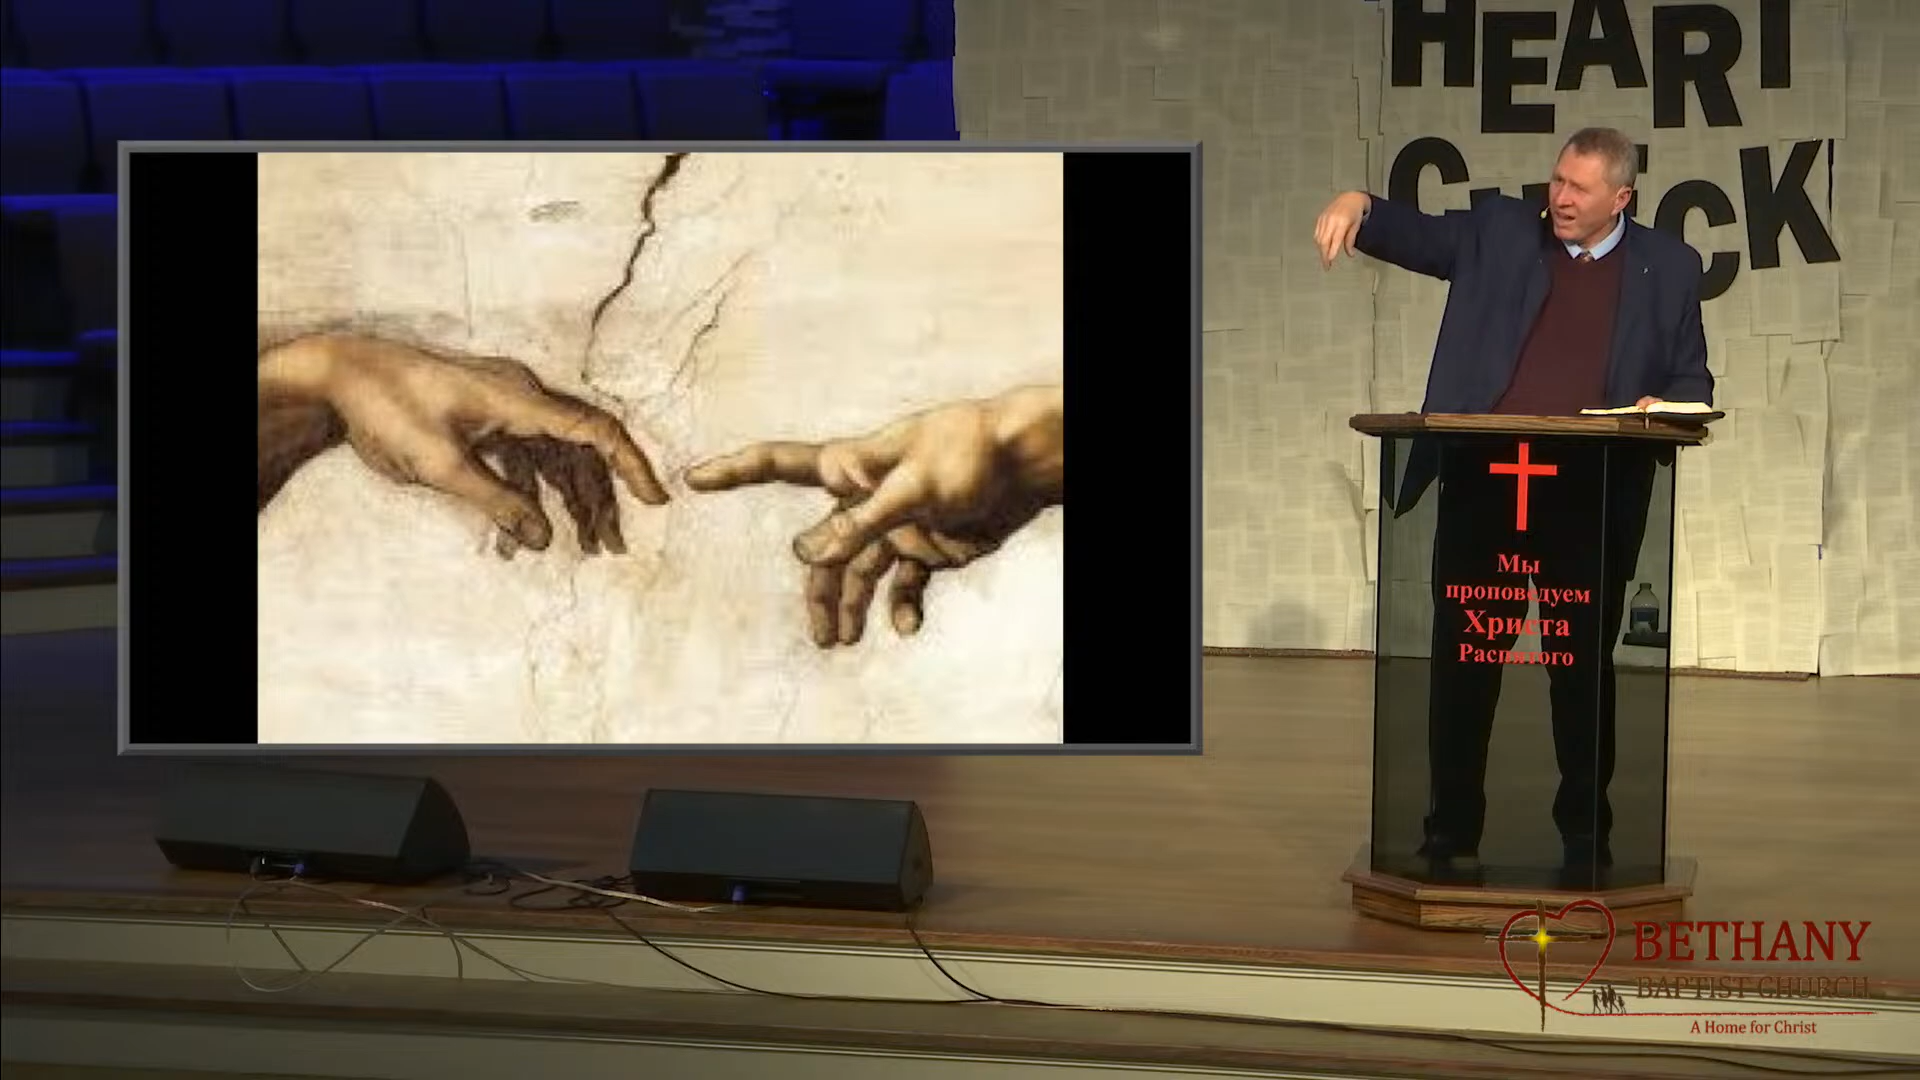 HEART
CHECK
Мы
проповедуем
Христа
Распятого
BETHANY
BAPTIST CHURCH
A Home for Christ